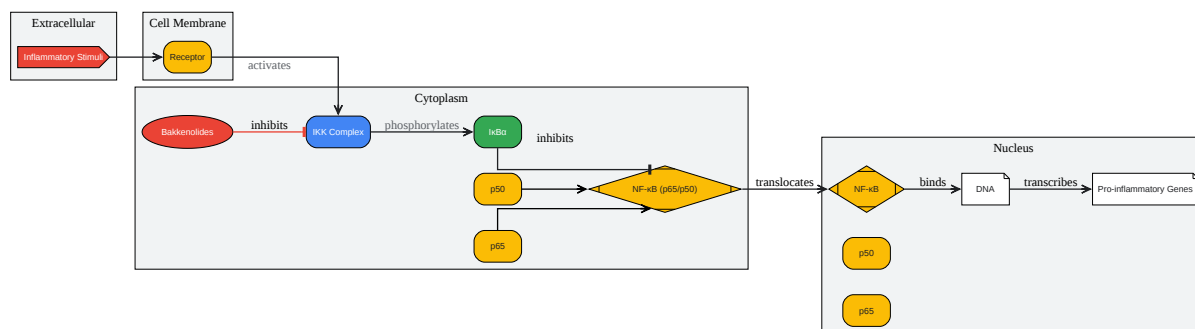 Extracellular
Cell Membrane
Inflammatory Stimuli
Receptor
activates
Cytoplasm
Bakkenolides
inhibits
IKK Complex
phosphorylates
IκBα
inhibits
p50
NF-κB (p65/p50)
p65
translocates
Nucleus
NF-κB
binds
DNA
transcribes
Pro-inflammatory Genes
p50
p65